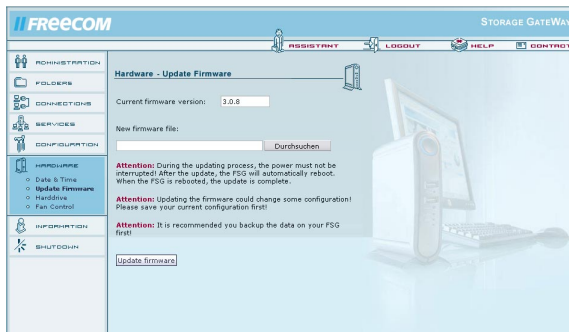 FREECOM
STORAGE GATEWAY
ASSISTANT LOGOUT HELP CONTACT
ADMINISTRATION
FOLDERS
CONNECTIONS
SERVICES
CONFIGURATION
HARDWARE
Date & Time
Update Firmware
Harddrive
Fan Control
INFORMATION
SHUTDOWN
Hardware - Update Firmware
Current firmware version: 3.0.8
New firmware file:
Durchsuchen
Attention: During the updating process, the power must not be
interrupted! After the update, the FSG will automatically reboot.
When the FSG is rebooted, the update is complete.
Attention: Updating the firmware could change some configuration!
Please save your current configuration first!
Attention: It is recommended you backup the data on your FSG
first!
Update firmware